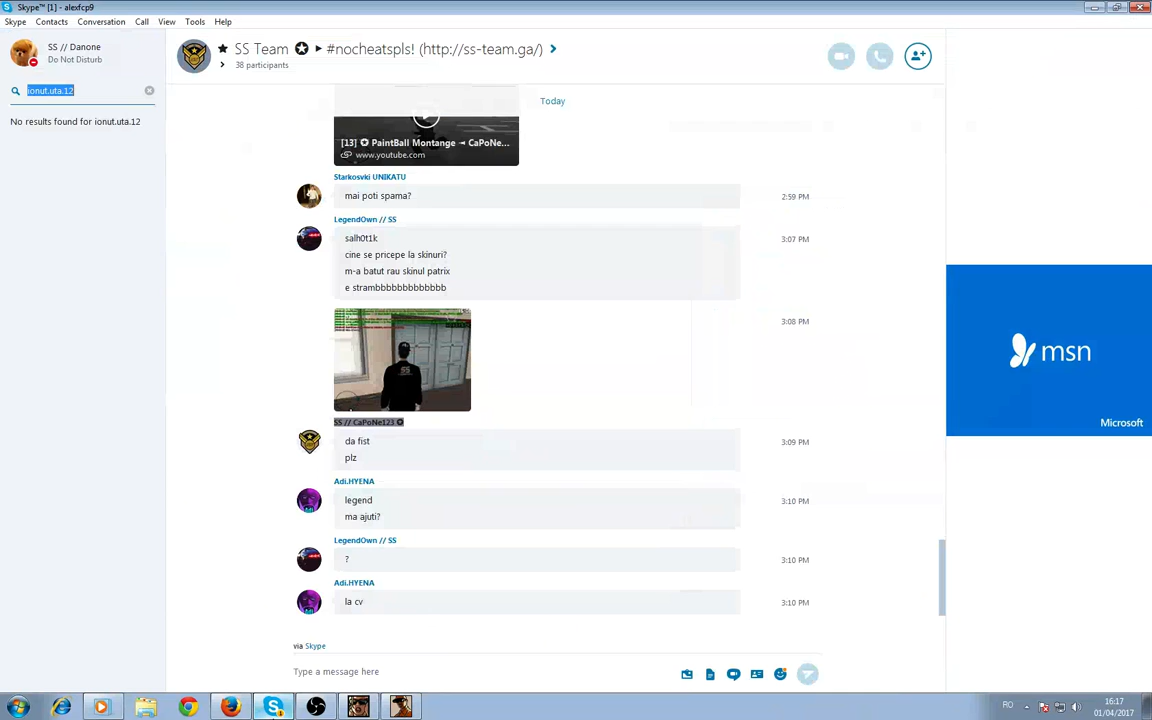 Skype™ [1] - alexfcp9
Skype Contacts Conversation Call View Tools Help
SS // Danone
Do Not Disturb
ionut.uta.12
No results found for ionut.uta.12
SS Team ✪ ► #nocheatspls! (http://ss-team.ga/)
38 participants
Today
[13] ✪ PaintBall Montange ⊸ CaPoNe...
www.youtube.com
Starkosvki UNIKATU
mai poti spama?
2:59 PM
LegendOwn // SS
salh0t1k
3:07 PM
cine se pricepe la skinuri?
m-a batut rau skinul patrix
e strambbbbbbbbbbbbb
3:08 PM
SS
SS // CaPoNe123 ✪
da fist
3:09 PM
plz
Adi.HYENA
legend
3:10 PM
ma ajuti?
LegendOwn // SS
?
3:10 PM
Adi.HYENA
la cv
3:10 PM
via Skype
Type a message here
msn
Microsoft
RO
16:17
01/04/2017